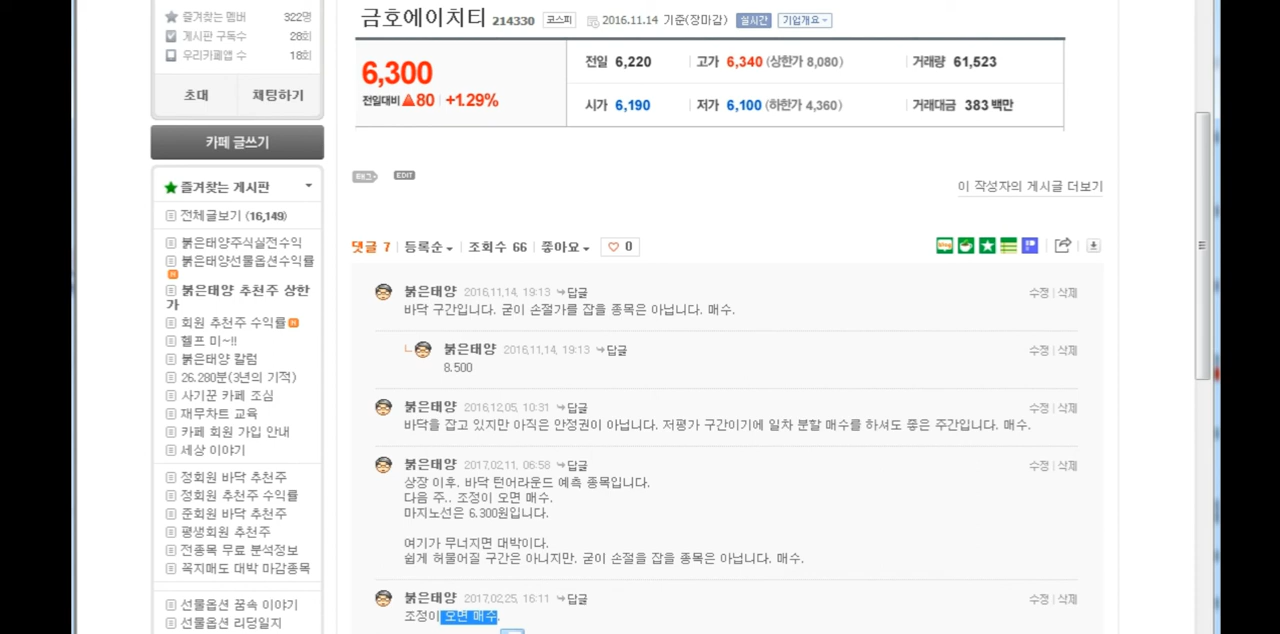 즐겨찾는 멤버 322명
게시판 구독수 28회
우리카페앱 수 18회
초대 채팅하기
카페 글쓰기
즐겨찾는 게시판
전체글보기 (16,149)
붉은태양주식실전수익
붉은태양선물옵션수익률
붉은태양 추천주 상한
가
회원 추천주 수익률
헬프 미~!!
붉은태양 칼럼
26.280분(3년의 기적)
사기꾼 카페 조심
재무차트 교육
카페 회원 가입 안내
세상 이야기
정회원 바닥 추천주
정회원 추천주 수익률
준회원 바닥 추천주
평생회원 추천주
전종목 무료 분석정보
꼭지매도 대박 마감종목
선물옵션 꿈속 이야기
선물옵션 리딩일지
금호에이치티 214330 코스피 2016.11.14 기준(장마감) 실시간 기업개요
6,300
전일대비 ▲80 +1.29%
전일 6,220 고가 6,340 (상한가 8,080) 거래량 61,523
시가 6,190 저가 6,100 (하한가 4,360) 거래대금 383 백만
태그 EDIT
이 작성자의 게시글 더보기
댓글 7 등록순 조회수 66 좋아요 0
붉은태양 2016.11.14. 19:13 답글 수정 | 삭제
바닥 구간입니다. 굳이 손절가를 잡을 종목은 아닙니다. 매수.
붉은태양 2016.11.14. 19:13 답글 수정 | 삭제
8.500
붉은태양 2016.12.05. 10:31 답글 수정 | 삭제
바닥을 잡고 있지만 아직은 안정권이 아닙니다. 저평가 구간이기에 일차 분할 매수를 하셔도 좋은 주간입니다. 매수.
붉은태양 2017.02.11. 06:58 답글 수정 | 삭제
상장 이후. 바닥 턴어라운드 예측 종목입니다.
다음 주.. 조정이 오면 매수.
마지노선은 6.300원입니다.
여기가 무너지면 대박이다.
쉽게 허물어질 구간은 아니지만. 굳이 손절을 잡을 종목은 아닙니다. 매수.
붉은태양 2017.02.25. 16:11 답글 수정 | 삭제
조정이 오면 매수.